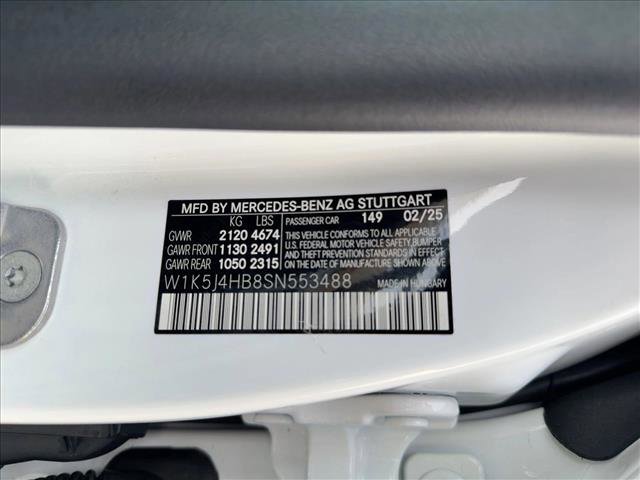 MFD BY MERCEDES-BENZ AG STUTTGART
KG LBS
GVWR 2120 4674
GAWR FRONT 1130 2491
GAWR REAR 1050 2315
PASSENGER CAR 149 02/25
THIS VEHICLE CONFORMS TO ALL APPLICABLE
U.S. FEDERAL MOTOR VEHICLE SAFETY, BUMPER
AND THEFT PREVENTION STANDARDS IN EFFECT
ON THE DATE OF MANUFACTURE SHOWN ABOVE.
W1K5J4HB8SN553488 MADE IN HUNGARY